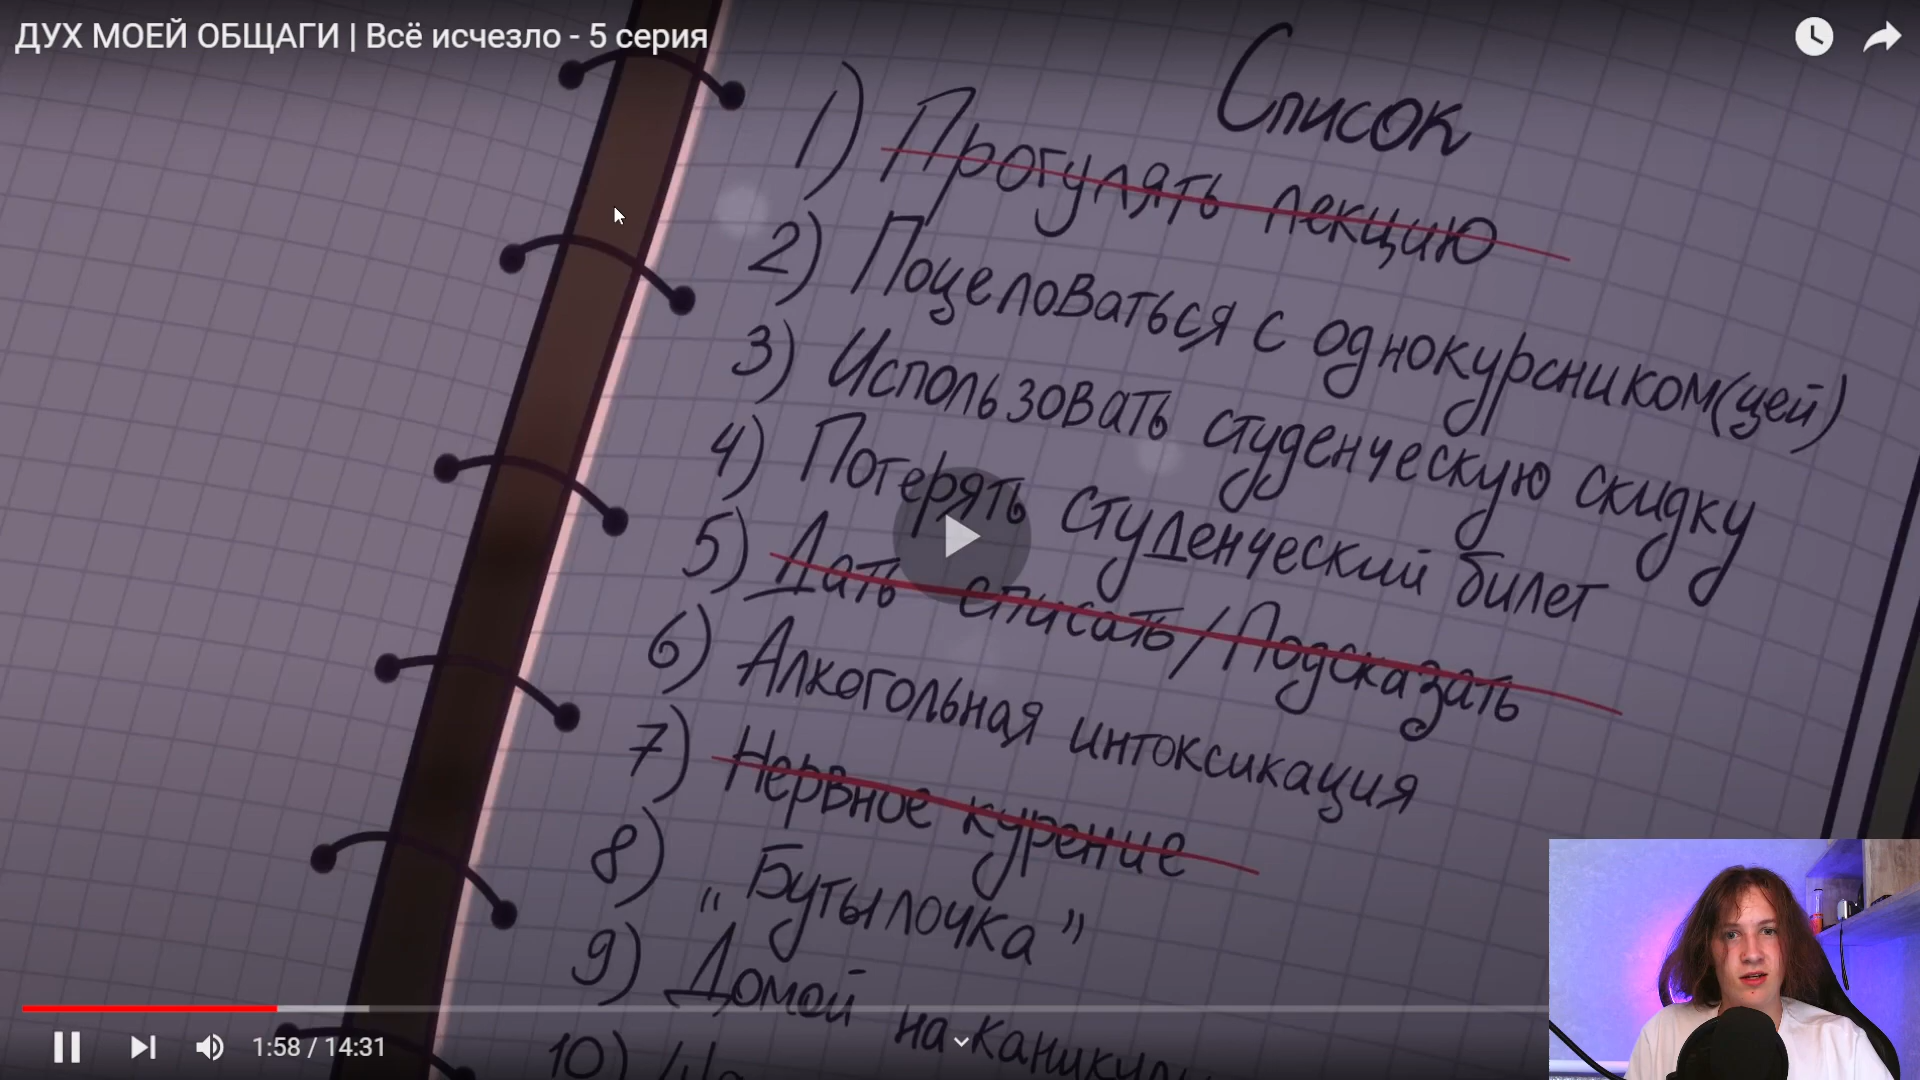 ДУХ МОЕЙ ОБЩАГИ | Всё исчезло - 5 серия
Список
1) Прогулять лекцию
2) Поцеловаться с однокурсником(цей)
3) Использовать студенческую скидку
4) Потерять студенческий билет
5) Дать списать/Подсказать
6) Алкогольная интоксикация
7) Нервное курение
8) „Бутылочка”
9) Домой на каникулы
10)
1:58 / 14:31